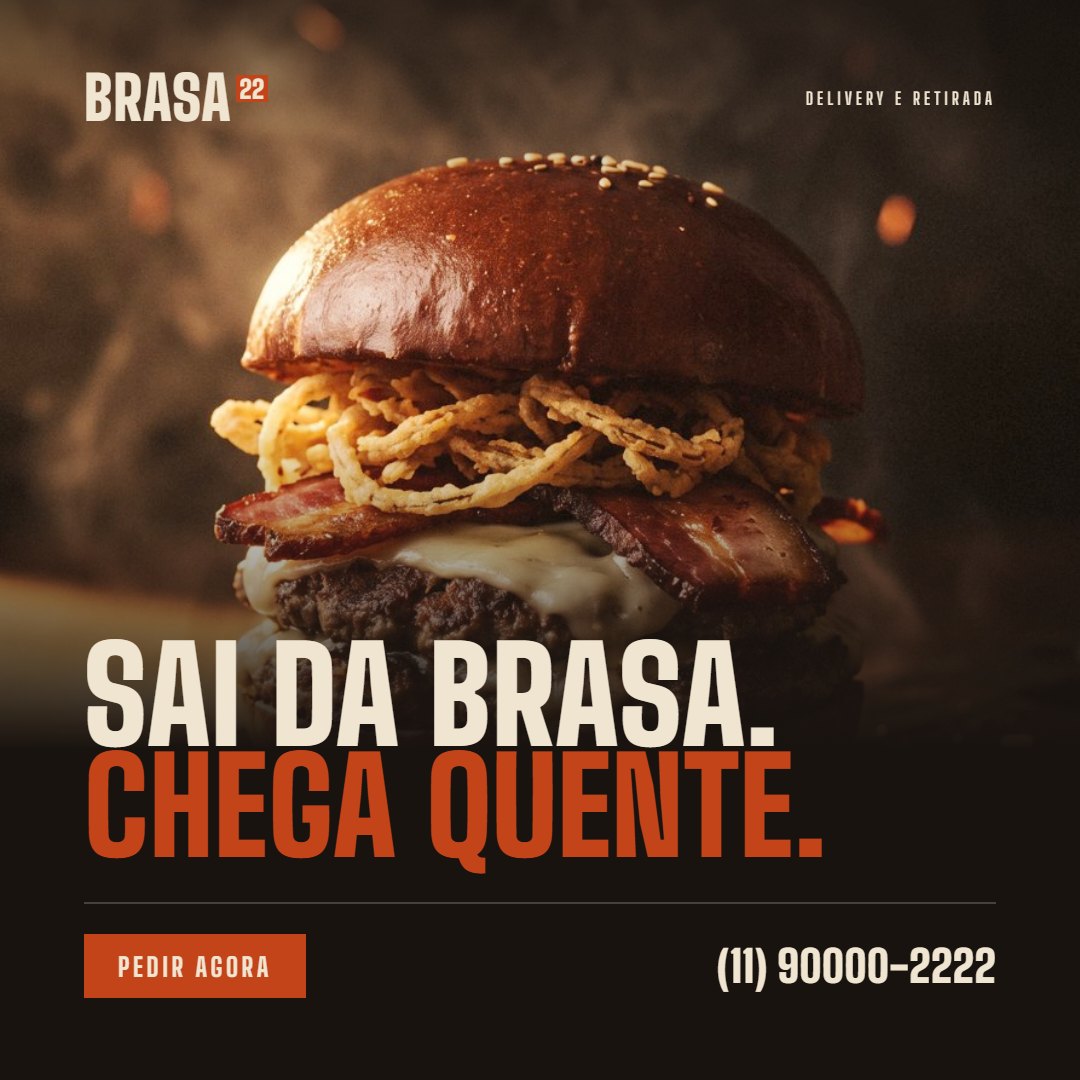 BRASA 22
DELIVERY E RETIRADA
SAI DA BRASA.
CHEGA QUENTE.
PEDIR AGORA
(11) 90000-2222